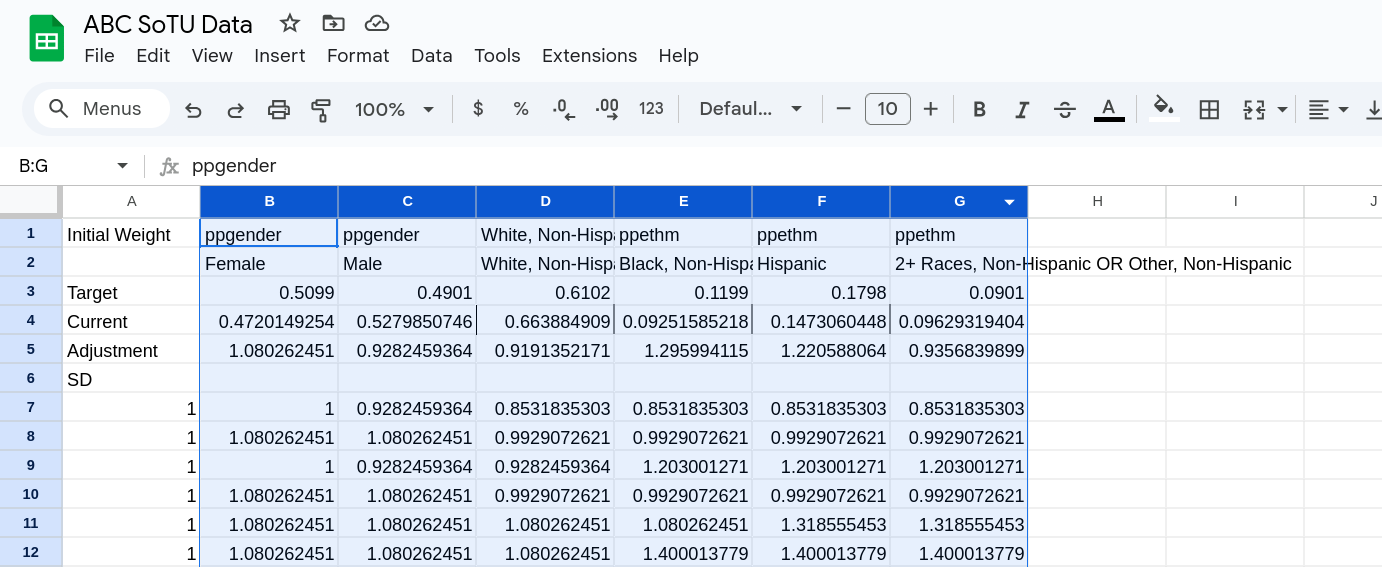 ABC SoTU Data
File Edit View Insert Format Data Tools Extensions Help
Menus 100% $ % .0 .00 123 Defaul... 10 B I A
B:G fx ppgender
A B C D E F G H I J
1 Initial Weight ppgender ppgender White, Non-Hispa ppethm ppethm ppethm
2 Female Male White, Non-Hispa Black, Non-Hispa Hispanic 2+ Races, Non-Hispanic OR Other, Non-Hispanic
3 Target 0.5099 0.4901 0.6102 0.1199 0.1798 0.0901
4 Current 0.4720149254 0.5279850746 0.663884909 0.09251585218 0.1473060448 0.09629319404
5 Adjustment 1.080262451 0.9282459364 0.9191352171 1.295994115 1.220588064 0.9356839899
6 SD
7 1 1 0.9282459364 0.8531835303 0.8531835303 0.8531835303 0.8531835303
8 1 1.080262451 1.080262451 0.9929072621 0.9929072621 0.9929072621 0.9929072621
9 1 1 0.9282459364 0.9282459364 1.203001271 1.203001271 1.203001271
10 1 1.080262451 1.080262451 0.9929072621 0.9929072621 0.9929072621 0.9929072621
11 1 1.080262451 1.080262451 1.080262451 1.080262451 1.318555453 1.318555453
12 1 1.080262451 1.080262451 1.080262451 1.400013779 1.400013779 1.400013779